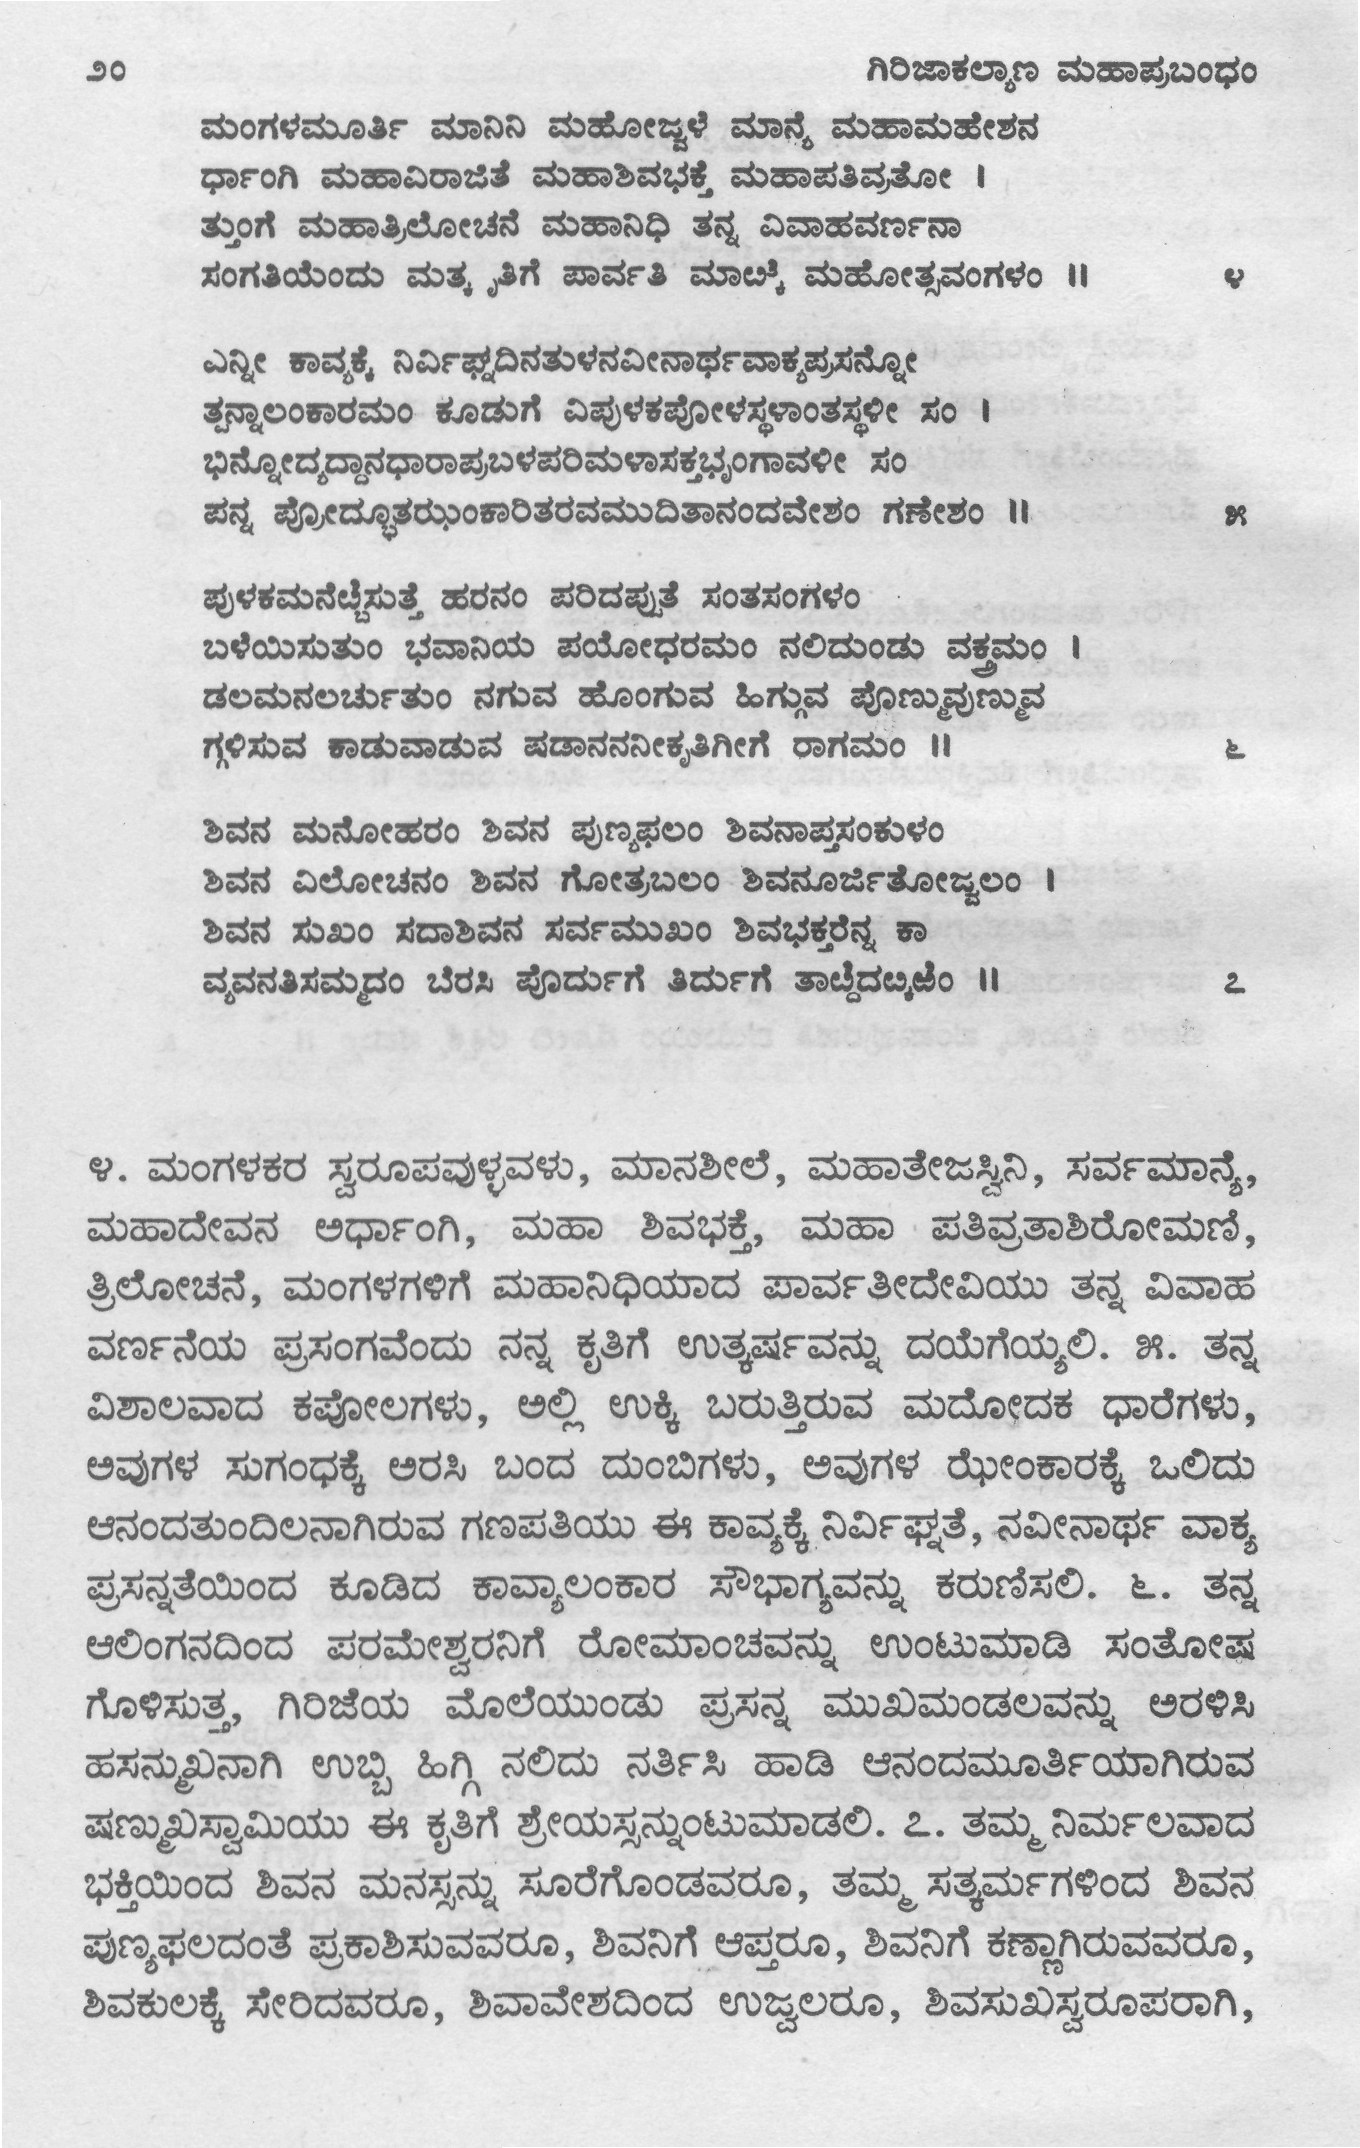 ೨೦ ಗಿರಿಜಾಕಲ್ಯಾಣ ಮಹಾಪ್ರಬಂಧಂ
ಮಂಗಳಮೂರ್ತಿ ಮಾನಿನಿ ಮಹೋಜ್ವಳೆ ಮಾನ್ಯೆ ಮಹಾಮಹೇಶನ
ರ್ಧಾಂಗಿ ಮಹಾವಿರಾಜಿತೆ ಮಹಾಶಿವಭಕ್ತೆ ಮಹಾಪತಿವ್ರತೋ ।
ತ್ತುಂಗೆ ಮಹಾತ್ರಿಲೋಚನೆ ಮಹಾನಿಧಿ ತನ್ನ ವಿವಾಹವರ್ಣನಾ
ಸಂಗತಿಯೆಂದು ಮತ್ಕೃತಿಗೆ ಪಾರ್ವತಿ ಮಾೞ್ಕೆ ಮಹೋತ್ಸವಂಗಳಂ ॥ ೪
ಎನ್ನೀ ಕಾವ್ಯಕ್ಕೆ ನಿರ್ವಿಘ್ನದಿನತುಳನವೀನಾರ್ಥವಾಕ್ಯಪ್ರಸನ್ನೋ
ತ್ಪನ್ನಾಲಂಕಾರಮಂ ಕೂಡುಗೆ ವಿಪುಳಕಪೋಳಸ್ಥಳಾಂತಸ್ಥಳೀ ಸಂ ।
ಭಿನ್ನೋದ್ಯದ್ದಾನಧಾರಾಪ್ರಬಳಪರಿಮಳಾಸಕ್ತಭೃಂಗಾವಳೀ ಸಂ
ಪನ್ನ ಪ್ರೋದ್ಭೂತಝಂಕಾರಿತರವಮುದಿತಾನಂದವೇಶಂ ಗಣೇಶಂ ॥ ೫
ಪುಳಕಮನೆೞ್ಬಿಸುತ್ತೆ ಹರನಂ ಪರಿದಪ್ಪುತೆ ಸಂತಸಂಗಳಂ
ಬಳೆಯಿಸುತುಂ ಭವಾನಿಯ ಪಯೋಧರಮಂ ನಲಿದುಂಡು ವಕ್ತ್ರಮಂ ।
ಡಲಮನಲರ್ಚುತುಂ ನಗುವ ಹೊಂಗುವ ಹಿಗ್ಗುವ ಪೊಣ್ಮುವುಣ್ಮುವ
ಗ್ಗಳಿಸುವ ಕಾಡುವಾಡುವ ಷಡಾನನನೀಕೃತಿಗೀಗೆ ರಾಗಮಂ ॥ ೬
ಶಿವನ ಮನೋಹರಂ ಶಿವನ ಪುಣ್ಯಫಲಂ ಶಿವನಾಪ್ತಸಂಕುಳಂ
ಶಿವನ ವಿಲೋಚನಂ ಶಿವನ ಗೋತ್ರಬಲಂ ಶಿವನೂರ್ಜಿತೋಜ್ವಲಂ ।
ಶಿವನ ಸುಖಂ ಸದಾಶಿವನ ಸರ್ವಮುಖಂ ಶಿವಭಕ್ತರೆನ್ನ ಕಾ
ವ್ಯವನತಿಸಮ್ಮದಂ ಬೆರಸಿ ಪೊರ್ದುಗೆ ತಿರ್ದುಗೆ ತಾೞ್ದಿದೞ್ಕಱಿಂ ॥ ೭
೪. ಮಂಗಳಕರ ಸ್ವರೂಪವುಳ್ಳವಳು, ಮಾನಶೀಲೆ, ಮಹಾತೇಜಸ್ವಿನಿ, ಸರ್ವಮಾನ್ಯೆ,
ಮಹಾದೇವನ ಅರ್ಧಾಂಗಿ, ಮಹಾ ಶಿವಭಕ್ತೆ, ಮಹಾ ಪತಿವ್ರತಾಶಿರೋಮಣಿ,
ತ್ರಿಲೋಚನೆ, ಮಂಗಳಗಳಿಗೆ ಮಹಾನಿಧಿಯಾದ ಪಾರ್ವತೀದೇವಿಯು ತನ್ನ ವಿವಾಹ
ವರ್ಣನೆಯ ಪ್ರಸಂಗವೆಂದು ನನ್ನ ಕೃತಿಗೆ ಉತ್ಕರ್ಷವನ್ನು ದಯೆಗೆಯ್ಯಲಿ. ೫. ತನ್ನ
ವಿಶಾಲವಾದ ಕಪೋಲಗಳು, ಅಲ್ಲಿ ಉಕ್ಕಿ ಬರುತ್ತಿರುವ ಮದೋದಕ ಧಾರೆಗಳು,
ಅವುಗಳ ಸುಗಂಧಕ್ಕೆ ಅರಸಿ ಬಂದ ದುಂಬಿಗಳು, ಅವುಗಳ ಝೇಂಕಾರಕ್ಕೆ ಒಲಿದು
ಆನಂದತುಂದಿಲನಾಗಿರುವ ಗಣಪತಿಯು ಈ ಕಾವ್ಯಕ್ಕೆ ನಿರ್ವಿಘ್ನತೆ, ನವೀನಾರ್ಥ ವಾಕ್ಯ
ಪ್ರಸನ್ನತೆಯಿಂದ ಕೂಡಿದ ಕಾವ್ಯಾಲಂಕಾರ ಸೌಭಾಗ್ಯವನ್ನು ಕರುಣಿಸಲಿ. ೬. ತನ್ನ
ಆಲಿಂಗನದಿಂದ ಪರಮೇಶ್ವರನಿಗೆ ರೋಮಾಂಚವನ್ನು ಉಂಟುಮಾಡಿ ಸಂತೋಷ
ಗೊಳಿಸುತ್ತ, ಗಿರಿಜೆಯ ಮೊಲೆಯುಂಡು ಪ್ರಸನ್ನ ಮುಖಮಂಡಲವನ್ನು ಅರಳಿಸಿ
ಹಸನ್ಮುಖನಾಗಿ ಉಬ್ಬಿ ಹಿಗ್ಗಿ ನಲಿದು ನರ್ತಿಸಿ ಹಾಡಿ ಆನಂದಮೂರ್ತಿಯಾಗಿರುವ
ಷಣ್ಮುಖಸ್ವಾಮಿಯು ಈ ಕೃತಿಗೆ ಶ್ರೇಯಸ್ಸನ್ನುಂಟುಮಾಡಲಿ. ೭. ತಮ್ಮ ನಿರ್ಮಲವಾದ
ಭಕ್ತಿಯಿಂದ ಶಿವನ ಮನಸ್ಸನ್ನು ಸೂರೆಗೊಂಡವರೂ, ತಮ್ಮ ಸತ್ಕರ್ಮಗಳಿಂದ ಶಿವನ
ಪುಣ್ಯಫಲದಂತೆ ಪ್ರಕಾಶಿಸುವವರೂ, ಶಿವನಿಗೆ ಆಪ್ತರೂ, ಶಿವನಿಗೆ ಕಣ್ಣಾಗಿರುವವರೂ,
ಶಿವಕುಲಕ್ಕೆ ಸೇರಿದವರೂ, ಶಿವಾವೇಶದಿಂದ ಉಜ್ವಲರೂ, ಶಿವಸುಖಸ್ವರೂಪರಾಗಿ,